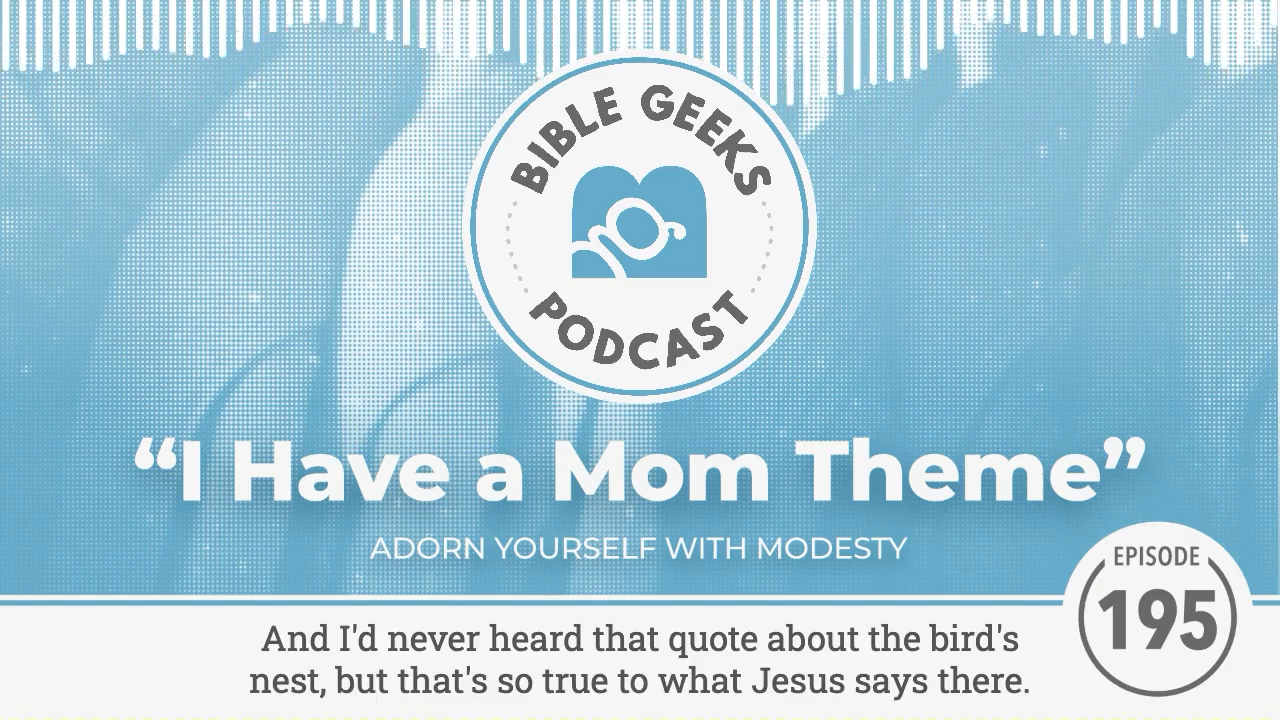 BIBLE GEEKS
PODCAST
“I Have a Mom Theme”
ADORN YOURSELF WITH MODESTY
EPISODE
195
And I'd never heard that quote about the bird's
nest, but that's so true to what Jesus says there.